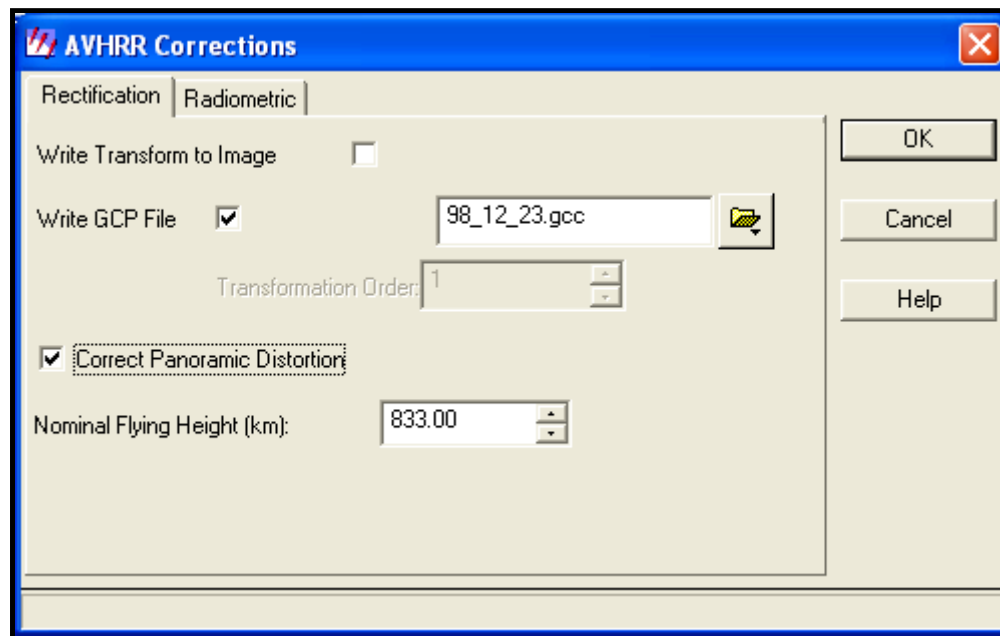 AVHRR Corrections
Rectification Radiometric
Write Transform to Image
OK
Write GCP File 98_12_23.gcc
Cancel
Transformation Order: 1
Help
Correct Panoramic Distortion
Nominal Flying Height (km): 833.00